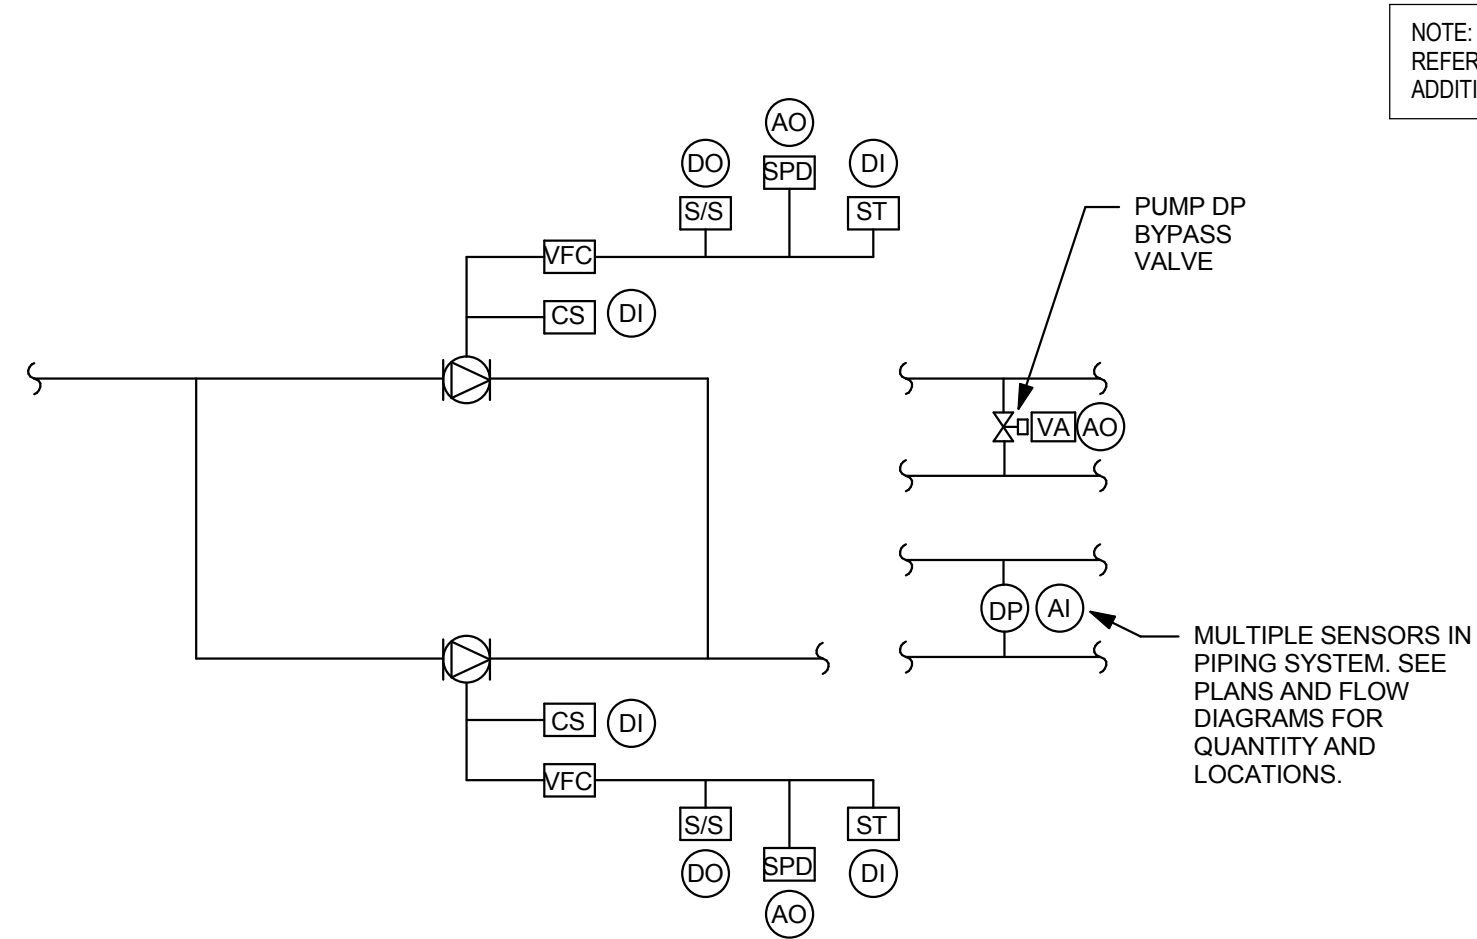 NOTE:
REFER
ADDITI
AO
DO
SPD
DI
S/S
ST
PUMP DP
BYPASS
VALVE
VFC
CS
DI
VA
AO
DP
AI
MULTIPLE SENSORS IN
PIPING SYSTEM. SEE
PLANS AND FLOW
DIAGRAMS FOR
QUANTITY AND
LOCATIONS.
CS
DI
VFC
S/S
ST
SPD
DO
DI
AO